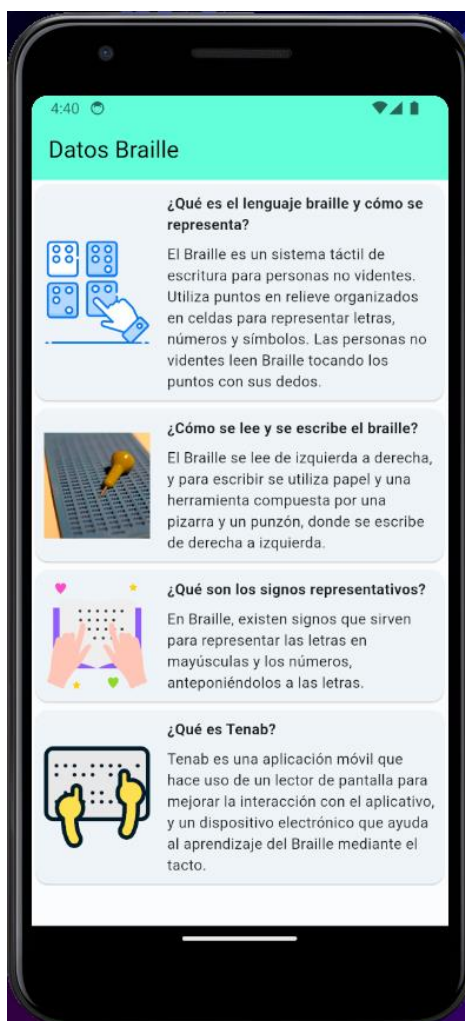 4:40
Datos Braille
¿Qué es el lenguaje braille y cómo se
representa?
El Braille es un sistema táctil de
escritura para personas no videntes.
Utiliza puntos en relieve organizados
en celdas para representar letras,
números y símbolos. Las personas no
videntes leen Braille tocando los
puntos con sus dedos.
¿Cómo se lee y se escribe el braille?
El Braille se lee de izquierda a derecha,
y para escribir se utiliza papel y una
herramienta compuesta por una
pizarra y un punzón, donde se escribe
de derecha a izquierda.
¿Qué son los signos representativos?
En Braille, existen signos que sirven
para representar las letras en
mayúsculas y los números,
anteponiéndolos a las letras.
¿Qué es Tenab?
Tenab es una aplicación móvil que
hace uso de un lector de pantalla para
mejorar la interacción con el aplicativo,
y un dispositivo electrónico que ayuda
al aprendizaje del Braille mediante el
tacto.